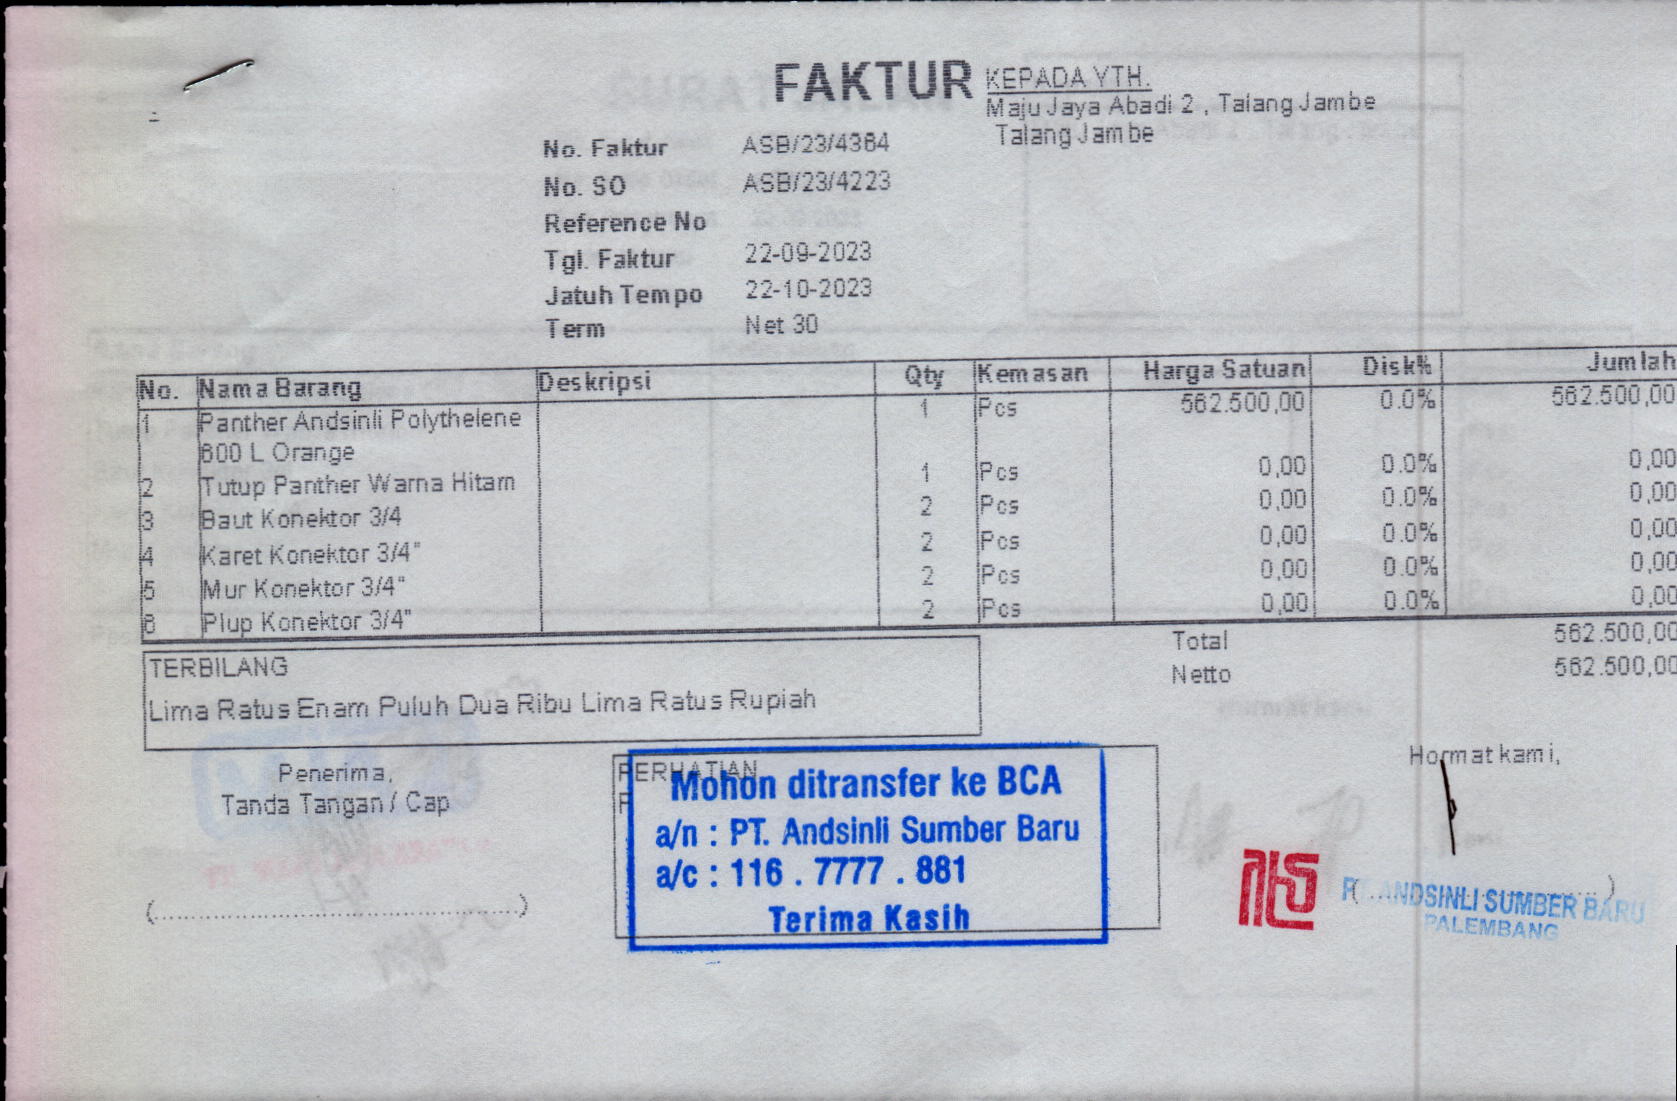 FAKTUR
KEPADA YTH.
Maju Jaya Abadi 2 , Talang Jambe
Talang Jambe
No. Faktur ASB/23/4384
No. SO ASB/23/4223
Reference No
Tgl. Faktur 22-09-2023
Jatuh Tempo 22-10-2023
Term Net 30
No. Nama Barang Deskripsi Qty Kemasan Harga Satuan Disk% Jumlah
1 Panther Andsinli Polythelene 1 Pcs 562.500,00 0.0% 562.500,00
600 L Orange
2 Tutup Panther Warna Hitam 1 Pcs 0,00 0.0% 0,00
3 Baut Konektor 3/4 2 Pcs 0,00 0.0% 0,00
4 Karet Konektor 3/4" 2 Pcs 0,00 0.0% 0,00
5 Mur Konektor 3/4" 2 Pcs 0,00 0.0% 0,00
6 Plup Konektor 3/4" 2 Pcs 0,00 0.0% 0,00
Total 562.500,00
Netto 562.500,00
TERBILANG
Lima Ratus Enam Puluh Dua Ribu Lima Ratus Rupiah
Penerima,
Tanda Tangan / Cap
(..............................)
PERHATIAN
Mohon ditransfer ke BCA
a/n : PT. Andsinli Sumber Baru
a/c : 116 . 7777 . 881
Terima Kasih
Hormat kami,
PT. ANDSINLI SUMBER BARU
PALEMBANG